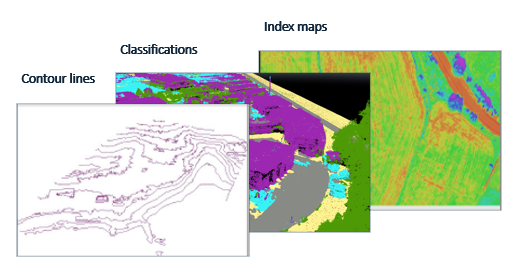 Index maps
Classifications
Contour lines